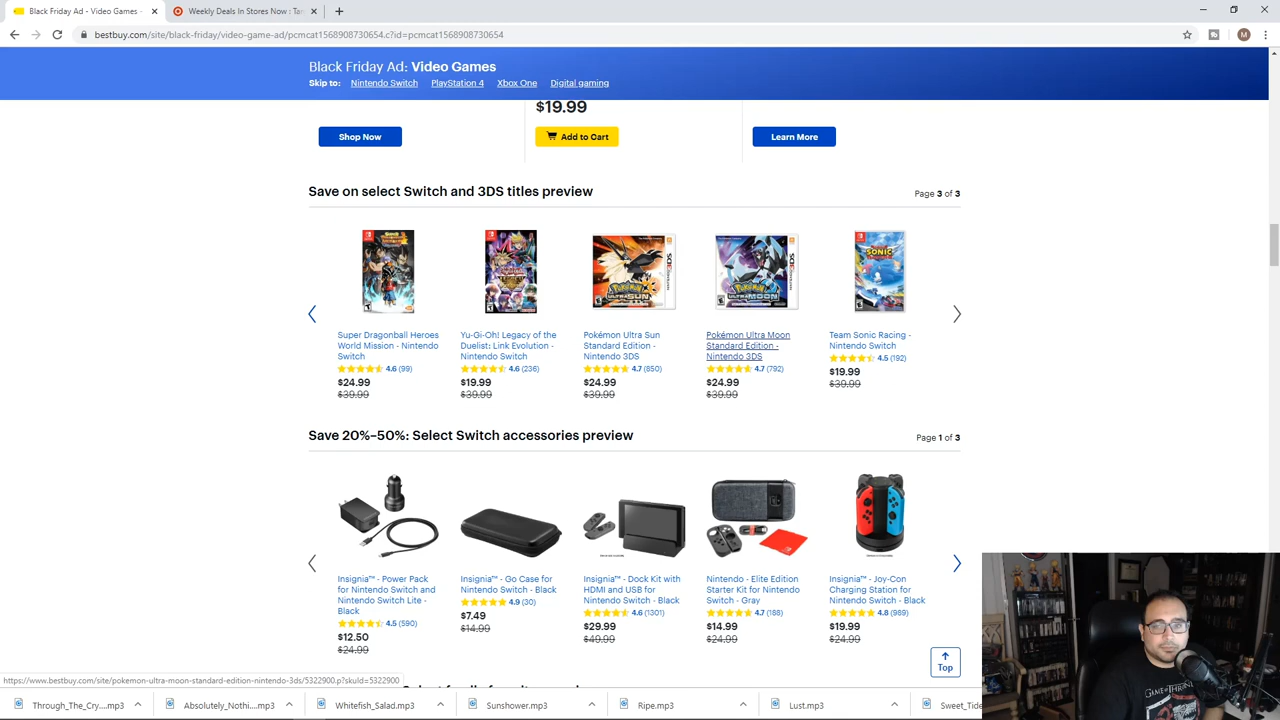 Black Friday Ad - Video Games -
Weekly Deals In Stores Now : Tar
bestbuy.com/site/black-friday/video-game-ad/pcmcat1568908730654.c?id=pcmcat1568908730654
M
Black Friday Ad: Video Games
Skip to: Nintendo Switch PlayStation 4 Xbox One Digital gaming
$19.99
Shop Now
Add to Cart
Learn More
Save on select Switch and 3DS titles preview
Page 3 of 3
Super Dragonball Heroes
World Mission - Nintendo
Switch
4.6 (99)
$24.99
$39.99
Yu-Gi-Oh! Legacy of the
Duelist: Link Evolution -
Nintendo Switch
4.6 (236)
$19.99
$39.99
Pokémon Ultra Sun
Standard Edition -
Nintendo 3DS
4.7 (850)
$24.99
$39.99
Pokémon Ultra Moon
Standard Edition -
Nintendo 3DS
4.7 (792)
$24.99
$39.99
SONIC
Team Sonic Racing -
Nintendo Switch
4.5 (192)
$19.99
$39.99
Save 20%–50%: Select Switch accessories preview
Page 1 of 3
Insignia™ - Power Pack
for Nintendo Switch and
Nintendo Switch Lite -
Black
4.5 (590)
$12.50
$24.99
Insignia™ - Go Case for
Nintendo Switch - Black
4.9 (30)
$7.49
$14.99
Insignia™ - Dock Kit with
HDMI and USB for
Nintendo Switch - Black
4.6 (1301)
$29.99
$49.99
Nintendo - Elite Edition
Starter Kit for Nintendo
Switch - Gray
4.7 (188)
$14.99
$24.99
Insignia™ - Joy-Con
Charging Station for
Nintendo Switch - Black
4.8 (989)
$19.99
$24.99
Top
https://www.bestbuy.com/site/pokemon-ultra-moon-standard-edition-nintendo-3ds/5322900.p?skuId=5322900
Through_The_Cry....mp3
Absolutely_Nothi....mp3
Whitefish_Salad.mp3
Sunshower.mp3
Ripe.mp3
Lust.mp3
Sweet_Tide
GAME OF THRONES